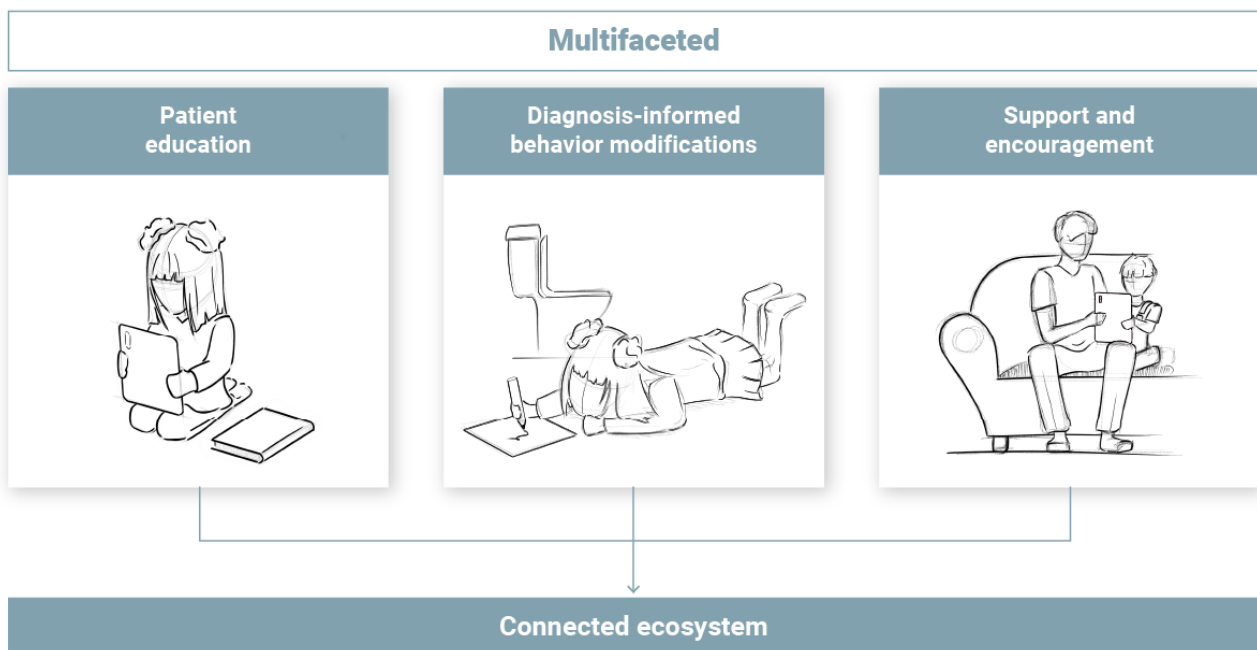 Multifaceted
Patient
education
Diagnosis-informed
behavior modifications
Support and
encouragement
Connected ecosystem